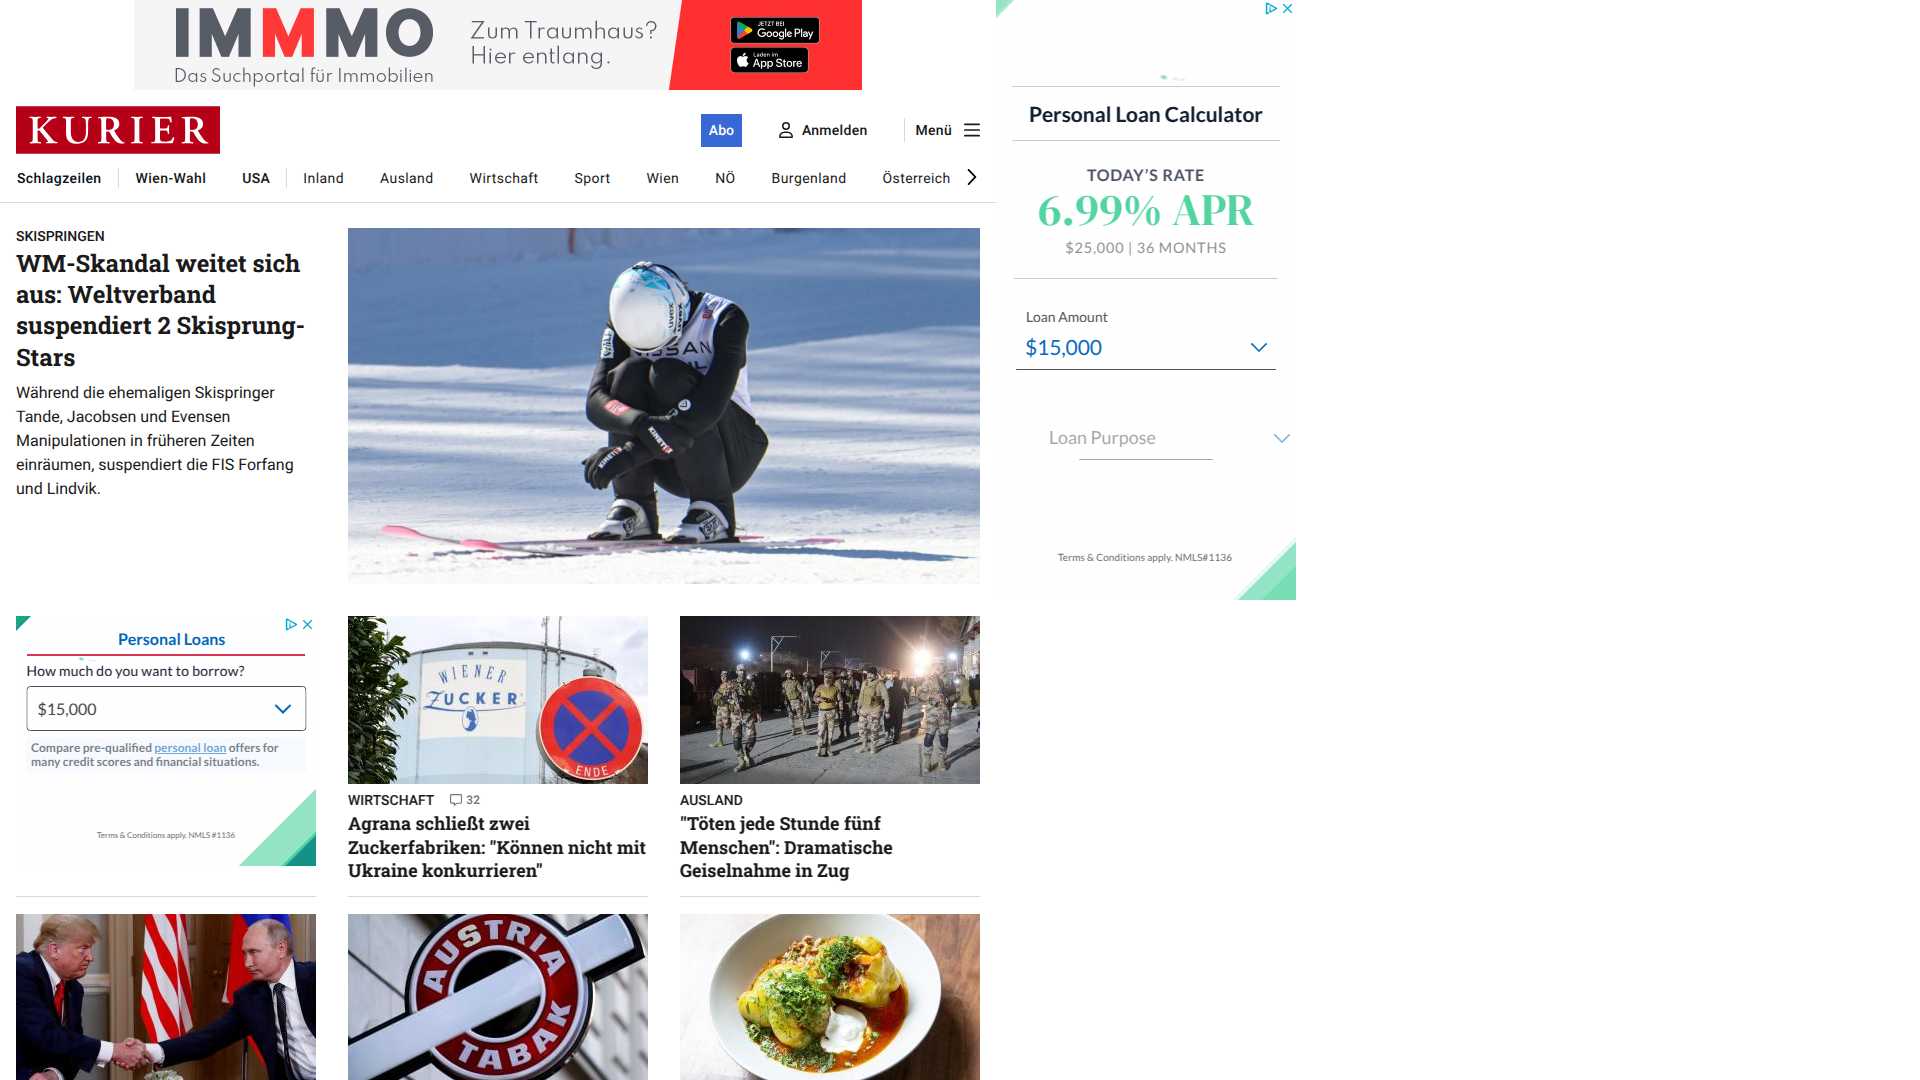 IMMMO
Das Suchportal für Immobilien
Zum Traumhaus?
Hier entlang.
JETZT BEI
Google Play
Laden im
App Store
KURIER
Abo
Anmelden
Menü
Schlagzeilen
Wien-Wahl
USA
Inland
Ausland
Wirtschaft
Sport
Wien
NÖ
Burgenland
Österreich
SKISPRINGEN
WM-Skandal weitet sich
aus: Weltverband
suspendiert 2 Skisprung-
Stars
Während die ehemaligen Skispringer
Tande, Jacobsen und Evensen
Manipulationen in früheren Zeiten
einräumen, suspendiert die FIS Forfang
und Lindvik.
uvex
NISSAN
KINETIXX
Personal Loan Calculator
TODAY'S RATE
6.99% APR
$25,000 | 36 MONTHS
Loan Amount
$15,000
Loan Purpose
Terms & Conditions apply. NMLS#1136
Personal Loans
How much do you want to borrow?
$15,000
Compare pre-qualified personal loan offers for
many credit scores and financial situations.
Terms & Conditions apply. NMLS #1136
WIENER
ZUCKER
ENDE
WIRTSCHAFT 32
Agrana schließt zwei
Zuckerfabriken: "Können nicht mit
Ukraine konkurrieren"
AUSLAND
"Töten jede Stunde fünf
Menschen": Dramatische
Geiselnahme in Zug
AUSTRIA
TABAK